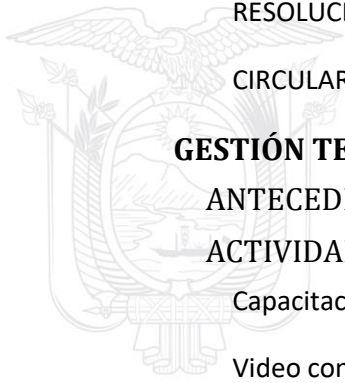 RESOLUCI
CIRCULAR
GESTIÓN TE
ANTECED
ACTIVIDA
Capacitac
Video con